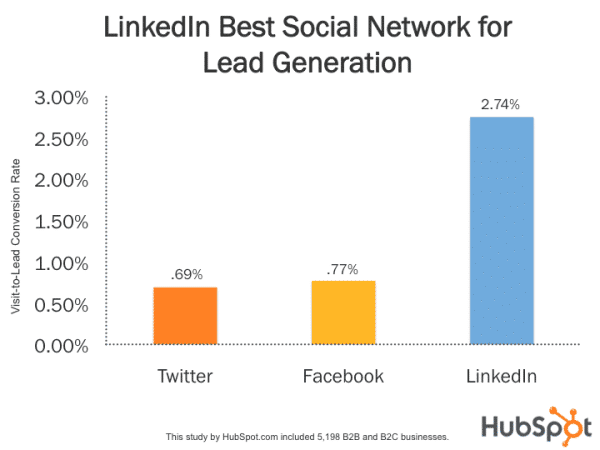 LinkedIn Best Social Network for
Lead Generation
Visit-to-Lead Conversion Rate
3.00%
2.50%
2.00%
1.50%
1.00%
0.50%
0.00%
.69%
.77%
2.74%
Twitter
Facebook
LinkedIn
This study by HubSpot.com included 5,198 B2B and B2C businesses.
HubSpot